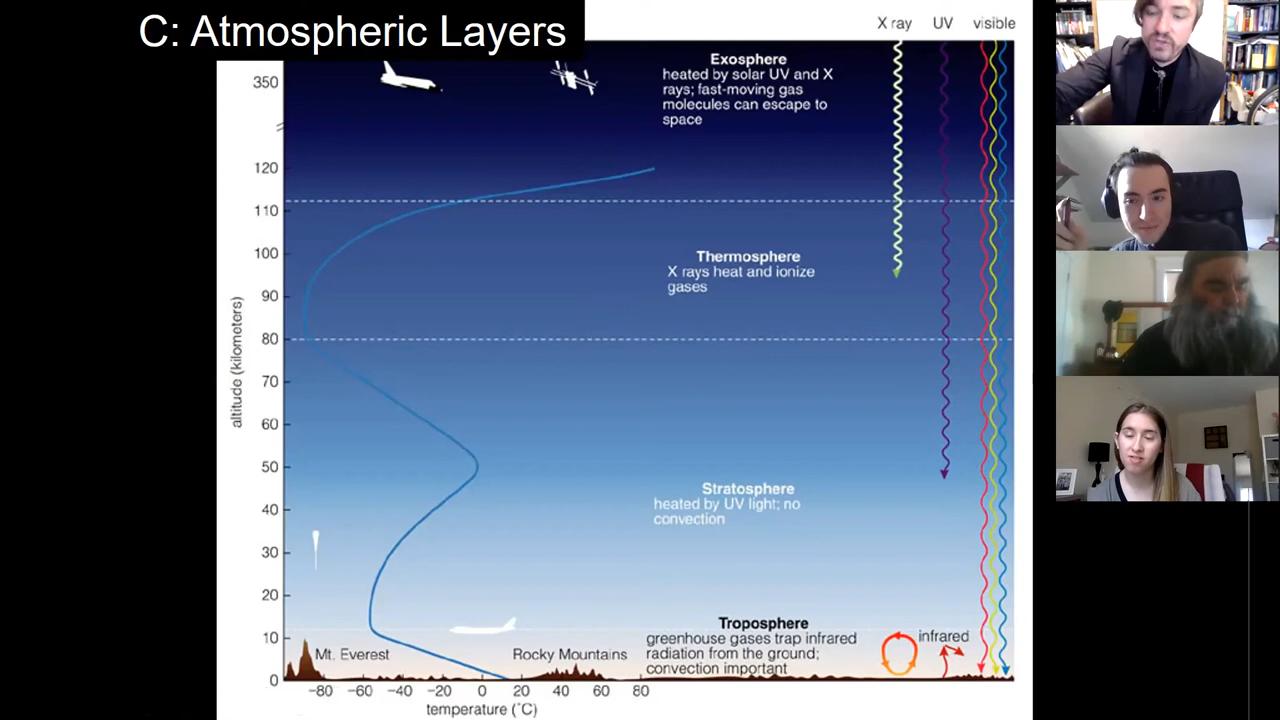 C: Atmospheric Layers
X ray UV visible
Exosphere
heated by solar UV and X
rays; fast-moving gas
molecules can escape to
space
350
120
110
100
90
80
70
60
50
40
30
20
10
0
altitude (kilometers)
Thermosphere
X rays heat and ionize
gases
Stratosphere
heated by UV light; no
convection
Troposphere
greenhouse gases trap infrared
radiation from the ground;
convection important
infrared
Mt. Everest
Rocky Mountains
−80 −60 −40 −20 0 20 40 60 80
temperature (˚C)